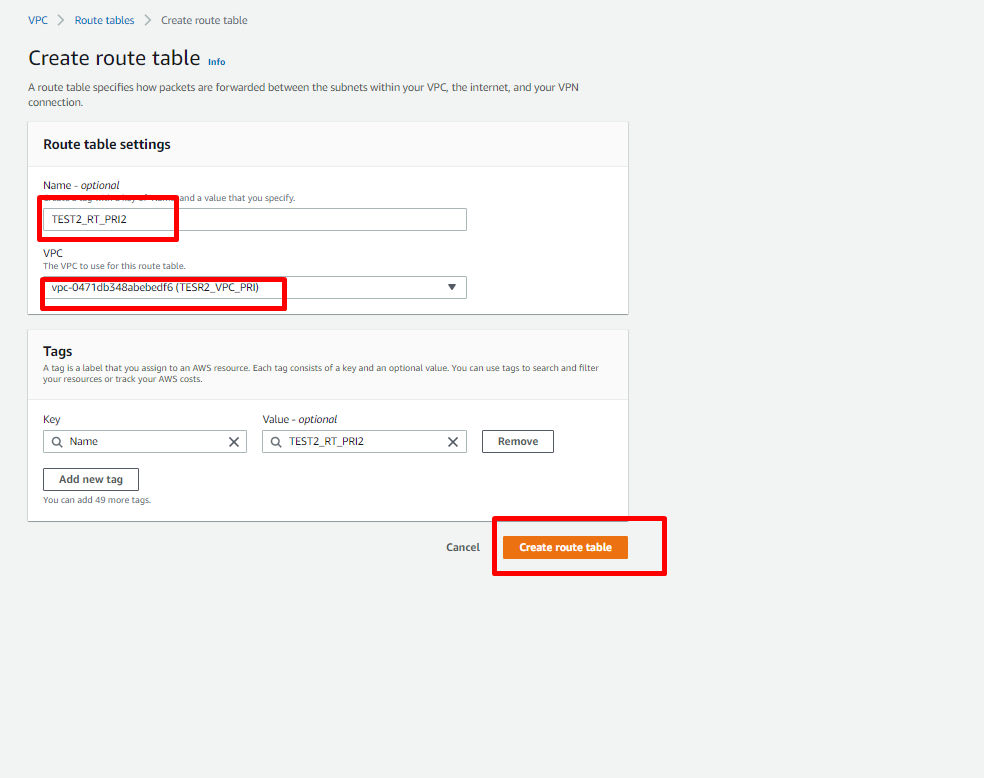 VPC > Route tables > Create route table
Create route table Info
A route table specifies how packets are forwarded between the subnets within your VPC, the internet, and your VPN
connection.
Route table settings
Name - optional
and a value that you specify.
TEST2_RT_PRI2
VPC
The VPC to use for this route table.
vpc-0471db348abebedf6 (TESR2_VPC_PRI)
Tags
A tag is a label that you assign to an AWS resource. Each tag consists of a key and an optional value. You can use tags to search and filter
your resources or track your AWS costs.
Key Value - optional
Name TEST2_RT_PRI2 Remove
Add new tag
You can add 49 more tags.
Cancel Create route table